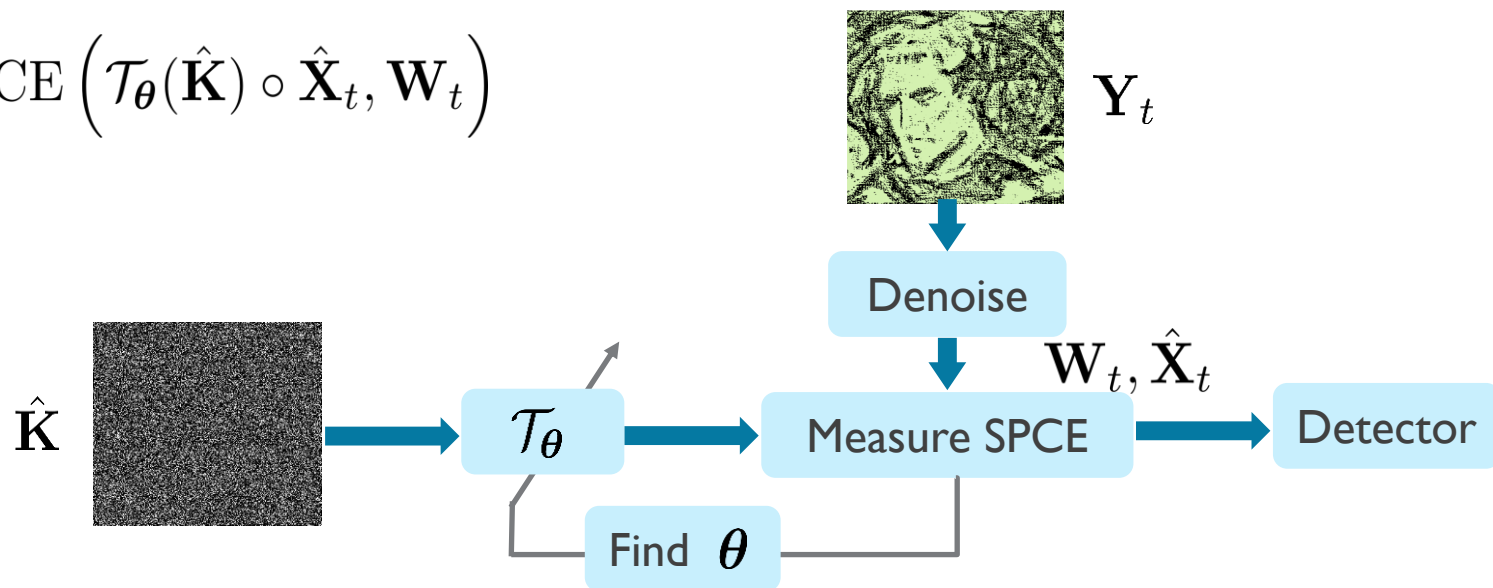 CE (𝒯_θ(K̂) ∘ X̂_t, W_t)
Y_t
Denoise
W_t, X̂_t
K̂
𝒯_θ
Measure SPCE
Detector
Find θ